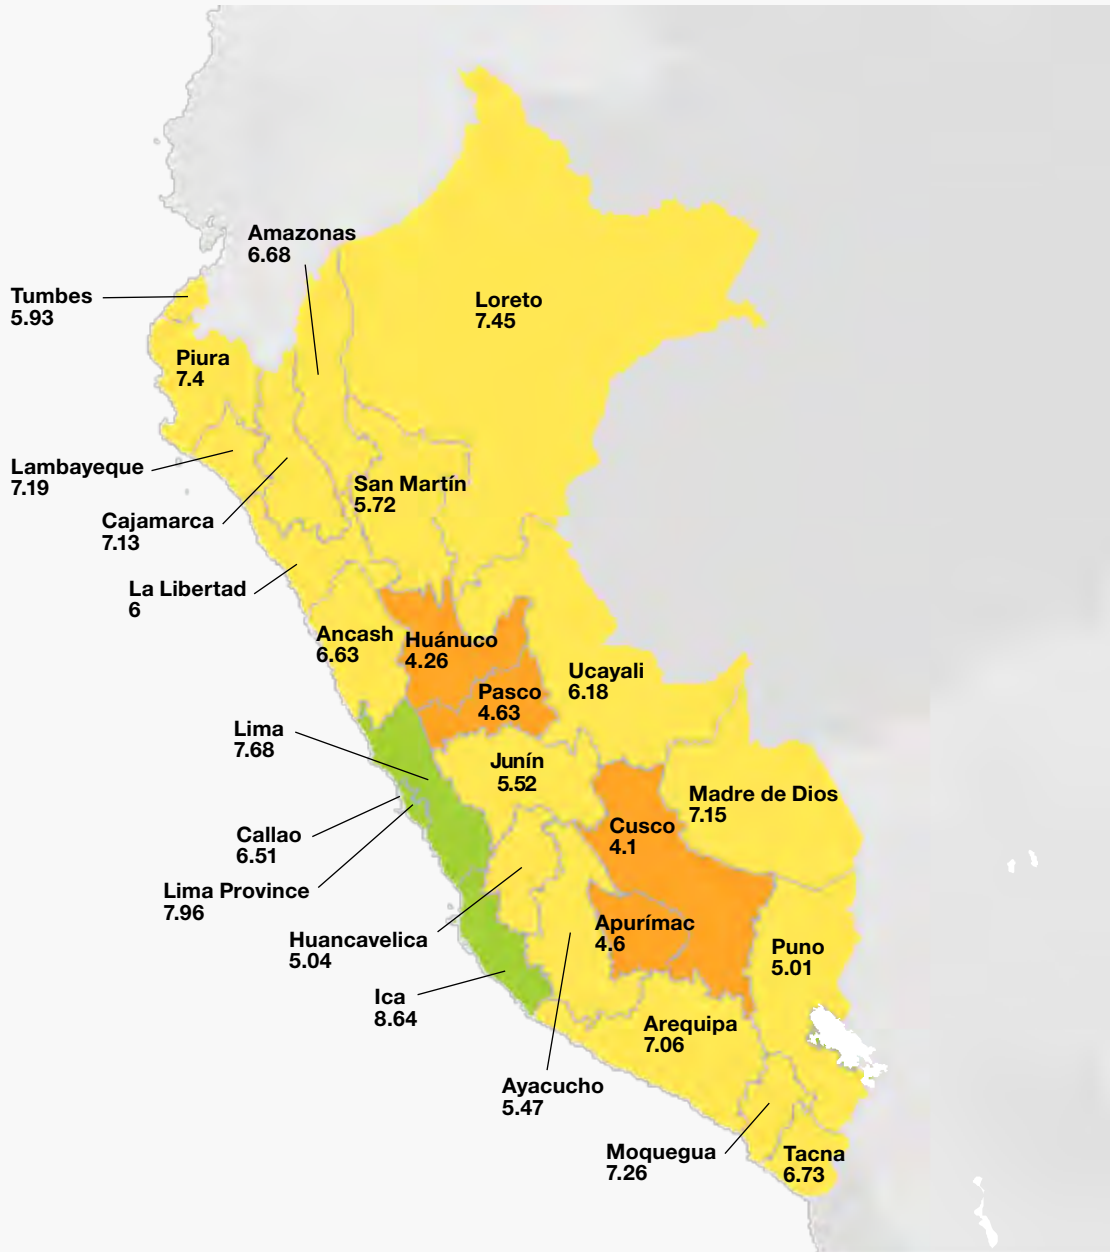 Amazonas
6.68
Tumbes
5.93
Loreto
7.45
Piura
7.4
Lambayeque
7.19
San Martín
5.72
Cajamarca
7.13
La Libertad
6
Ancash
6.63
Huánuco
4.26
Ucayali
6.18
Pasco
4.63
Lima
7.68
Junín
5.52
Madre de Dios
7.15
Cusco
4.1
Callao
6.51
Lima Province
7.96
Apurímac
4.6
Huancavelica
5.04
Puno
5.01
Ica
8.64
Arequipa
7.06
Ayacucho
5.47
Moquegua
7.26
Tacna
6.73